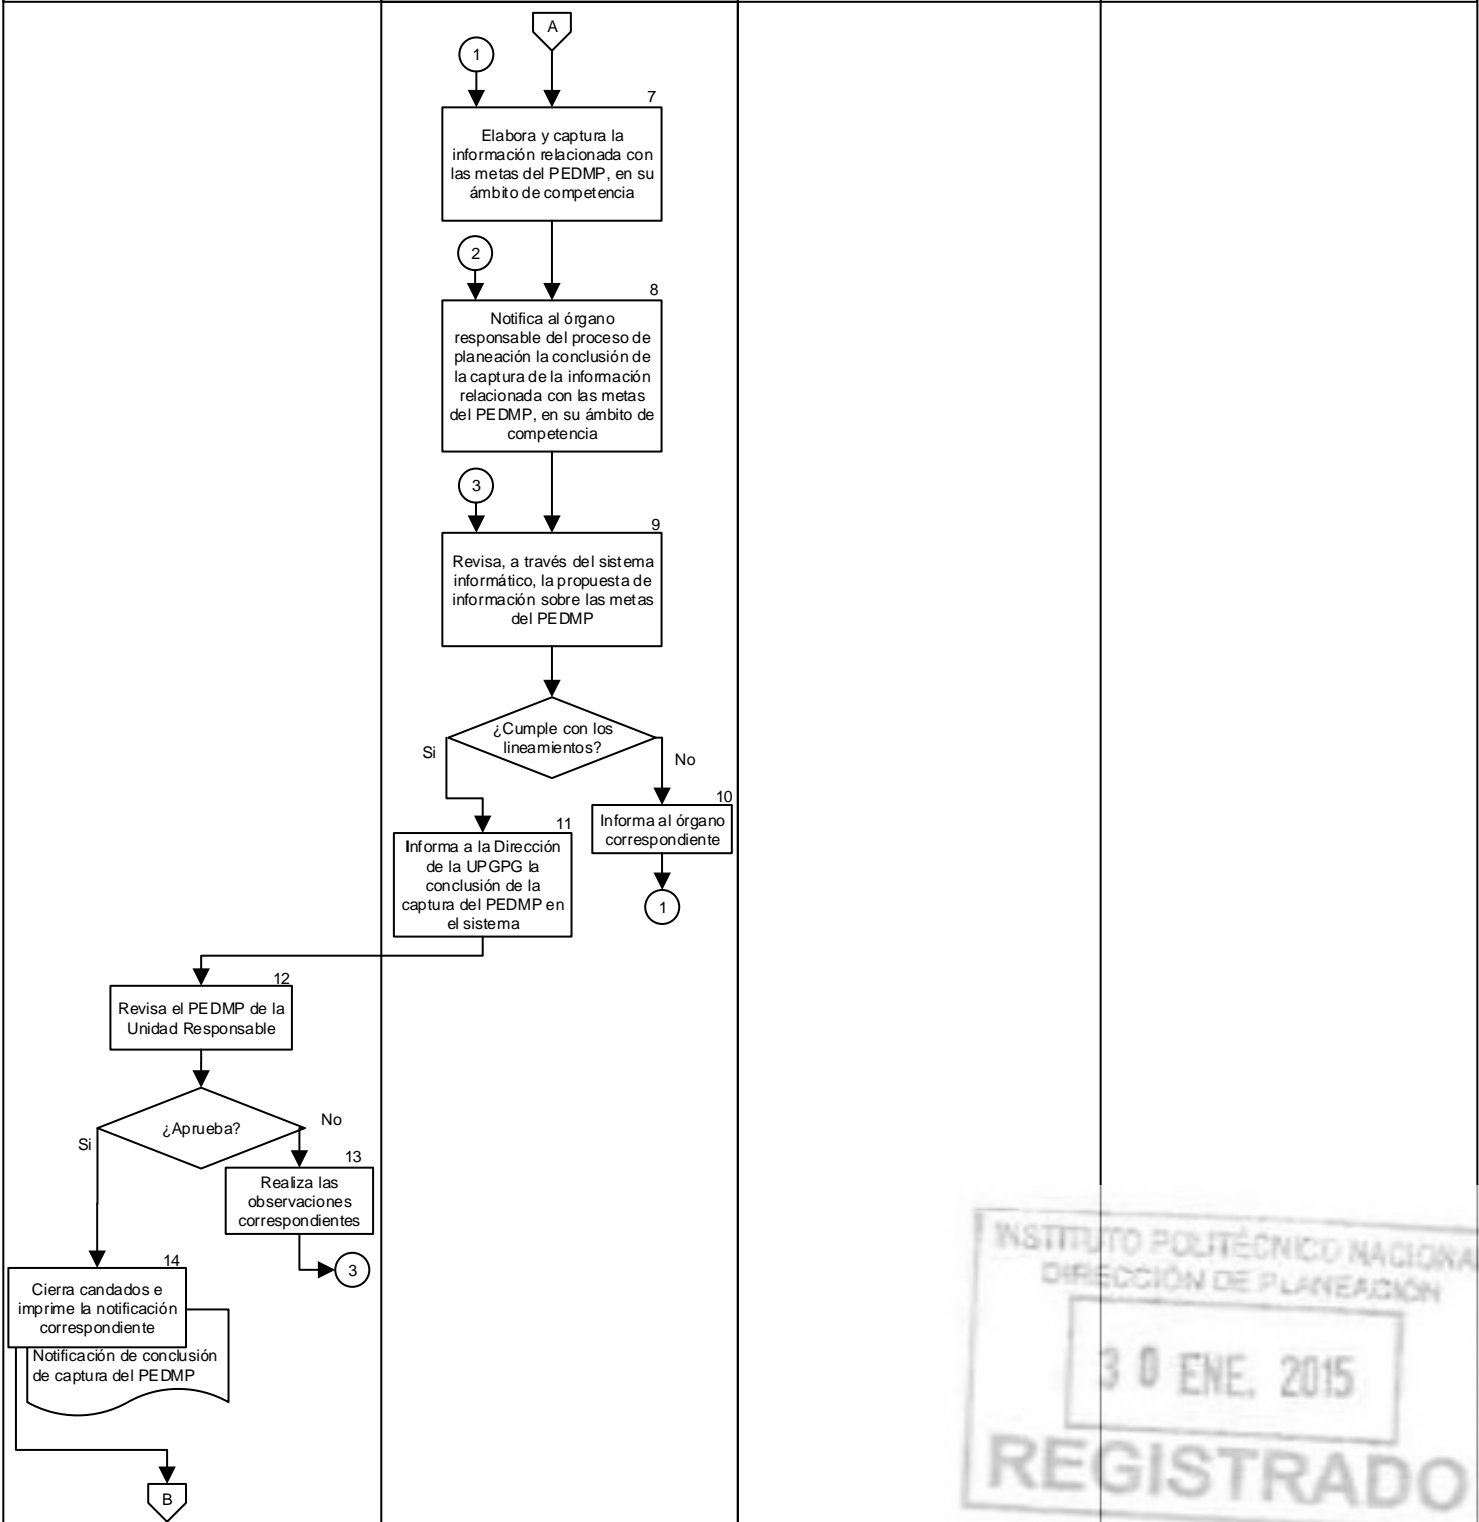 A
1
7
Elabora y captura la
información relacionada con
las metas del PEDMP, en su
ámbito de competencia
2
8
Notifica al órgano
responsable del proceso de
planeación la conclusión de
la captura de la información
relacionada con las metas
del PEDMP, en su ámbito de
competencia
3
9
Revisa, a través del sistema
informático, la propuesta de
información sobre las metas
del PEDMP
¿Cumple con los
lineamientos?
Si
No
10
Informa al órgano
correspondiente
1
11
Informa a la Dirección
de la UPGPG la
conclusión de la
captura del PEDMP en
el sistema
12
Revisa el PEDMP de la
Unidad Responsable
¿Aprueba?
Si
No
13
Realiza las
observaciones
correspondientes
3
14
Cierra candados e
imprime la notificación
correspondiente
Notificación de conclusión
de captura del PEDMP
B
INSTITUTO POLITÉCNICO NACIONA
DIRECCIÓN DE PLANEACIÓN
30 ENE. 2015
REGISTRADO